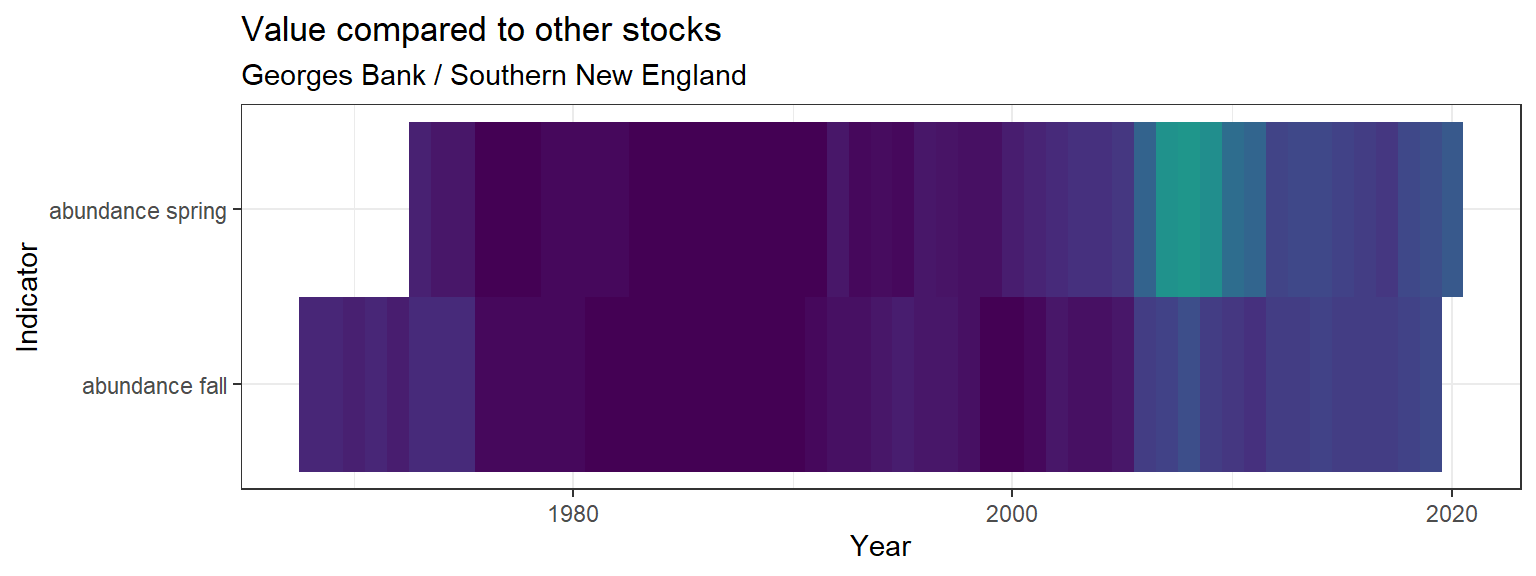 Value compared to other stocks
Georges Bank / Southern New England
Indicator
abundance spring
abundance fall
1980
2000
2020
Year